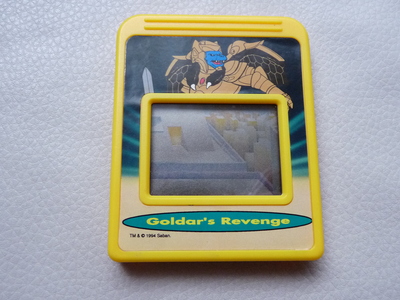 Goldar's Revenge
TM & © 1994 Saban.